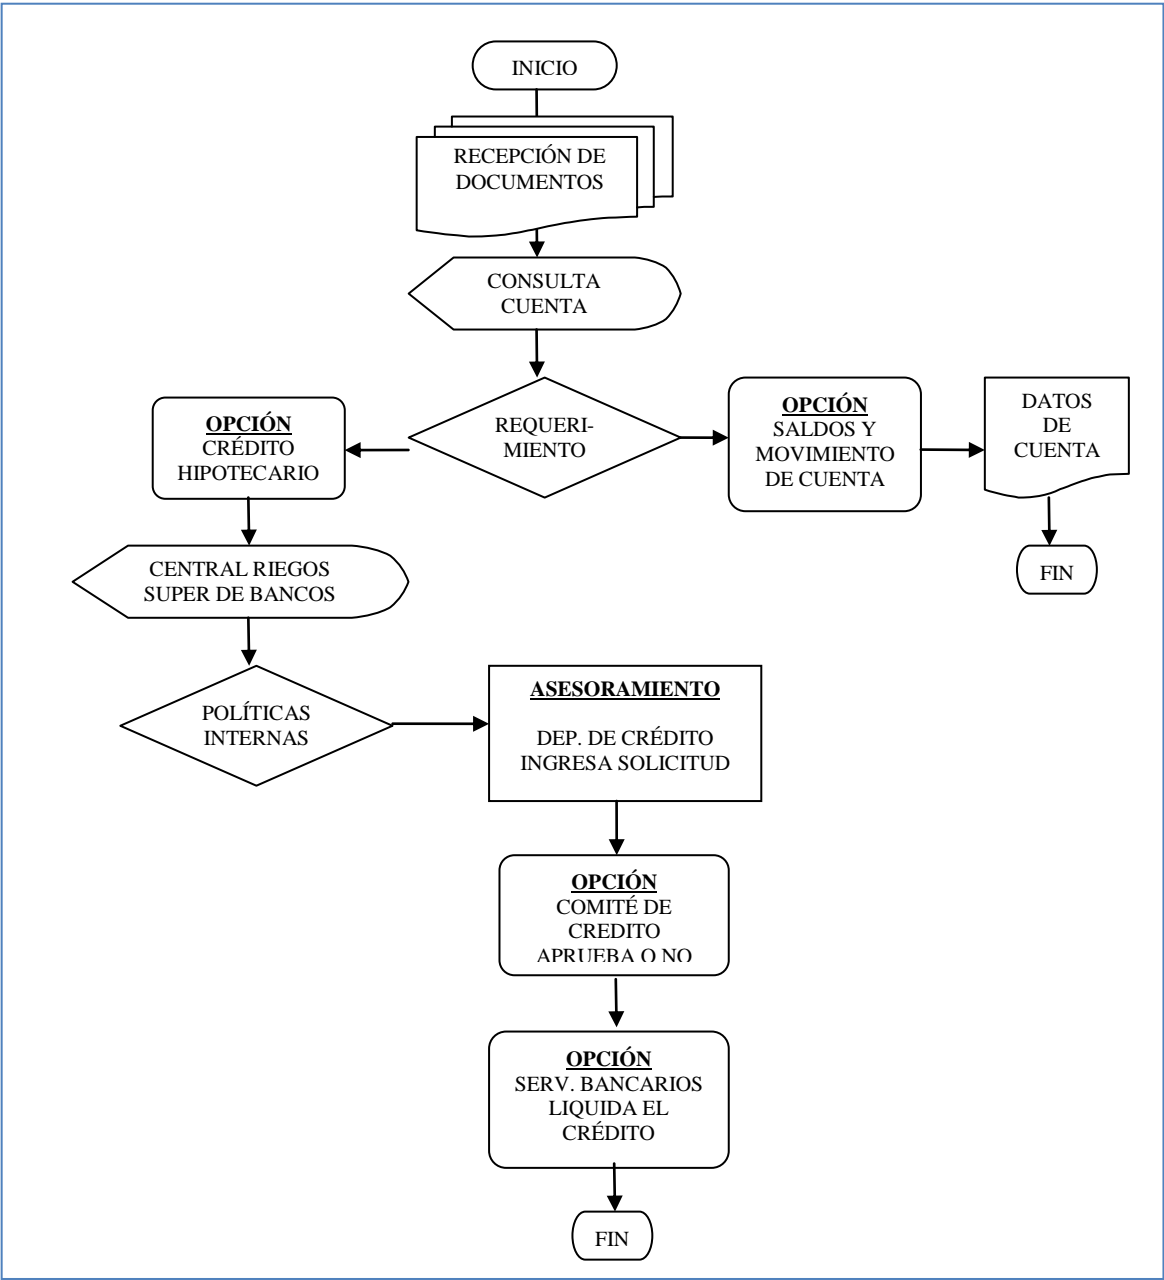 INICIO
RECEPCIÓN DE
DOCUMENTOS
CONSULTA
CUENTA
REQUERI-
MIENTO
OPCIÓN
CRÉDITO
HIPOTECARIO
OPCIÓN
SALDOS Y
MOVIMIENTO
DE CUENTA
DATOS
DE
CUENTA
FIN
CENTRAL RIEGOS
SUPER DE BANCOS
POLÍTICAS
INTERNAS
ASESORAMIENTO
DEP. DE CRÉDITO
INGRESA SOLICITUD
OPCIÓN
COMITÉ DE
CREDITO
APRUEBA O NO
OPCIÓN
SERV. BANCARIOS
LIQUIDA EL
CRÉDITO
FIN